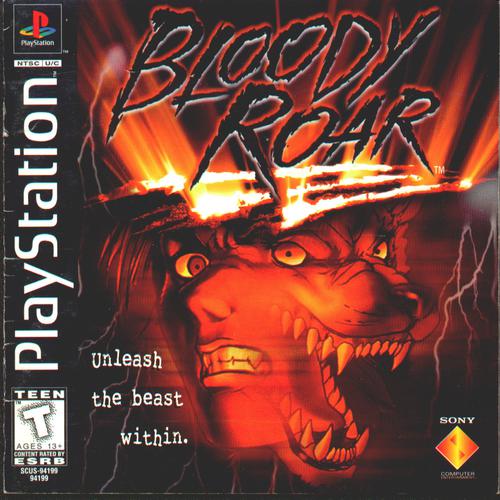 PlayStation
NTSC U/C
PlayStation
BLOODY
ROAR
TM
Unleash
the beast
within.
TEEN
T
AGES 13+
CONTENT RATED BY
ESRB
SCUS-94199
94199
SONY
COMPUTER
ENTERTAINMENT